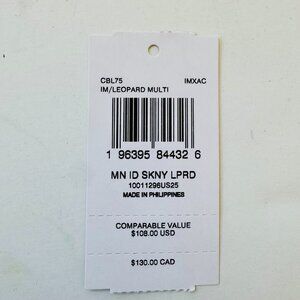 CBL75 IMXAC
IM/LEOPARD MULTI
1 96395 84432 6
MN ID SKNY LPRD
10011296US25
MADE IN PHILIPPINES
COMPARABLE VALUE
$108.00 USD
$130.00 CAD